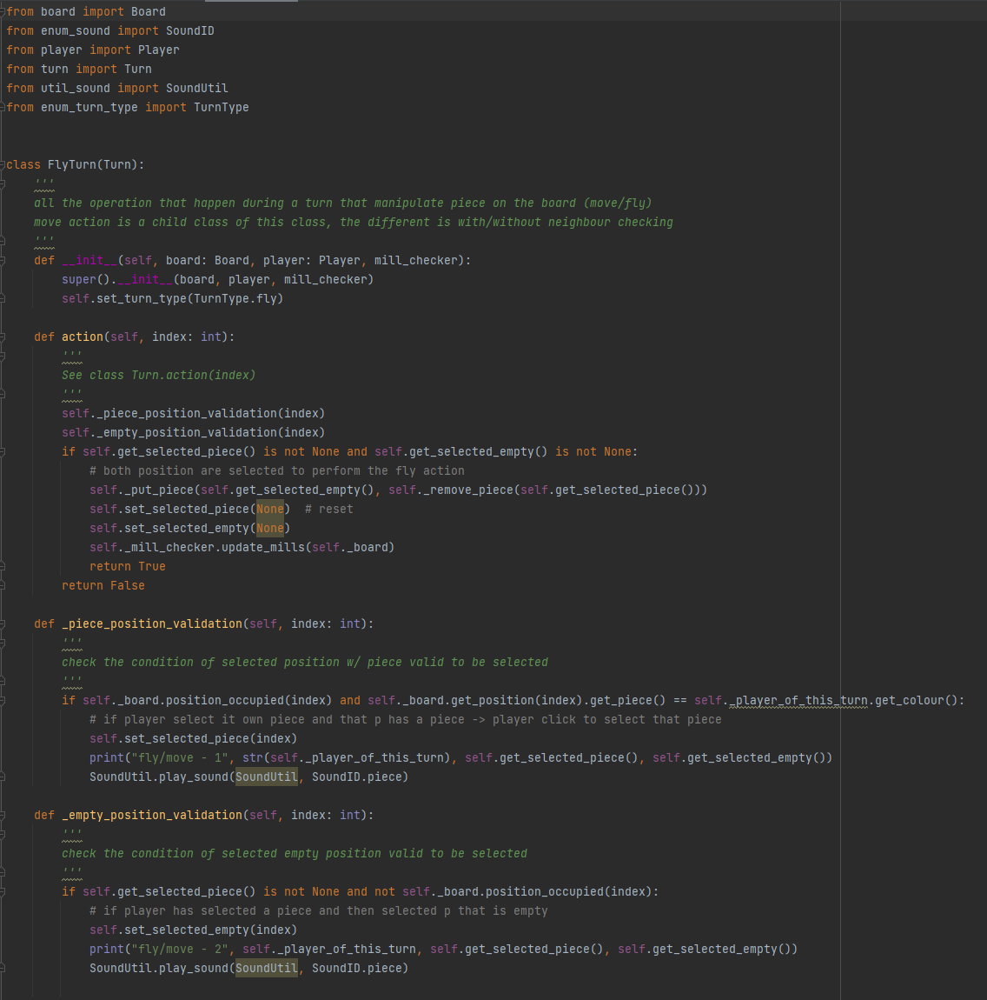 from board import Board
from enum_sound import SoundID
from player import Player
from turn import Turn
from util_sound import SoundUtil
from enum_turn_type import TurnType
class FlyTurn(Turn):
'''
all the operation that happen during a turn that manipulate piece on the board (move/fly)
move action is a child class of this class, the different is with/without neighbour checking
'''
def __init__(self, board: Board, player: Player, mill_checker):
super().__init__(board, player, mill_checker)
self.set_turn_type(TurnType.fly)
def action(self, index: int):
'''
See class Turn.action(index)
'''
self._piece_position_validation(index)
self._empty_position_validation(index)
if self.get_selected_piece() is not None and self.get_selected_empty() is not None:
# both position are selected to perform the fly action
self._put_piece(self.get_selected_empty(), self._remove_piece(self.get_selected_piece()))
self.set_selected_piece(None)  # reset
self.set_selected_empty(None)
self._mill_checker.update_mills(self._board)
return True
return False
def _piece_position_validation(self, index: int):
'''
check the condition of selected position w/ piece valid to be selected
'''
if self._board.position_occupied(index) and self._board.get_position(index).get_piece() == self._player_of_this_turn.get_colour():
# if player select it own piece and that p has a piece -> player click to select that piece
self.set_selected_piece(index)
print("fly/move - 1", str(self._player_of_this_turn), self.get_selected_piece(), self.get_selected_empty())
SoundUtil.play_sound(SoundUtil, SoundID.piece)
def _empty_position_validation(self, index: int):
'''
check the condition of selected empty position valid to be selected
'''
if self.get_selected_piece() is not None and not self._board.position_occupied(index):
# if player has selected a piece and then selected p that is empty
self.set_selected_empty(index)
print("fly/move - 2", self._player_of_this_turn, self.get_selected_piece(), self.get_selected_empty())
SoundUtil.play_sound(SoundUtil, SoundID.piece)